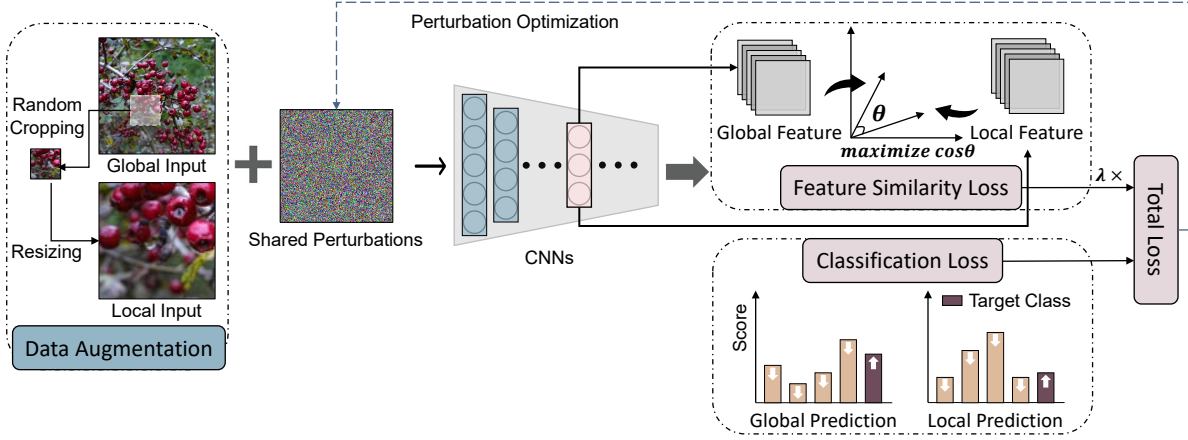 Perturbation Optimization
Random
Cropping
Global Input
Resizing
Local Input
Data Augmentation
Shared Perturbations
CNNs
Global Feature
θ
Local Feature
maximize cosθ
Feature Similarity Loss
λ ×
Total Loss
Classification Loss
Target Class
Score
Global Prediction
Local Prediction